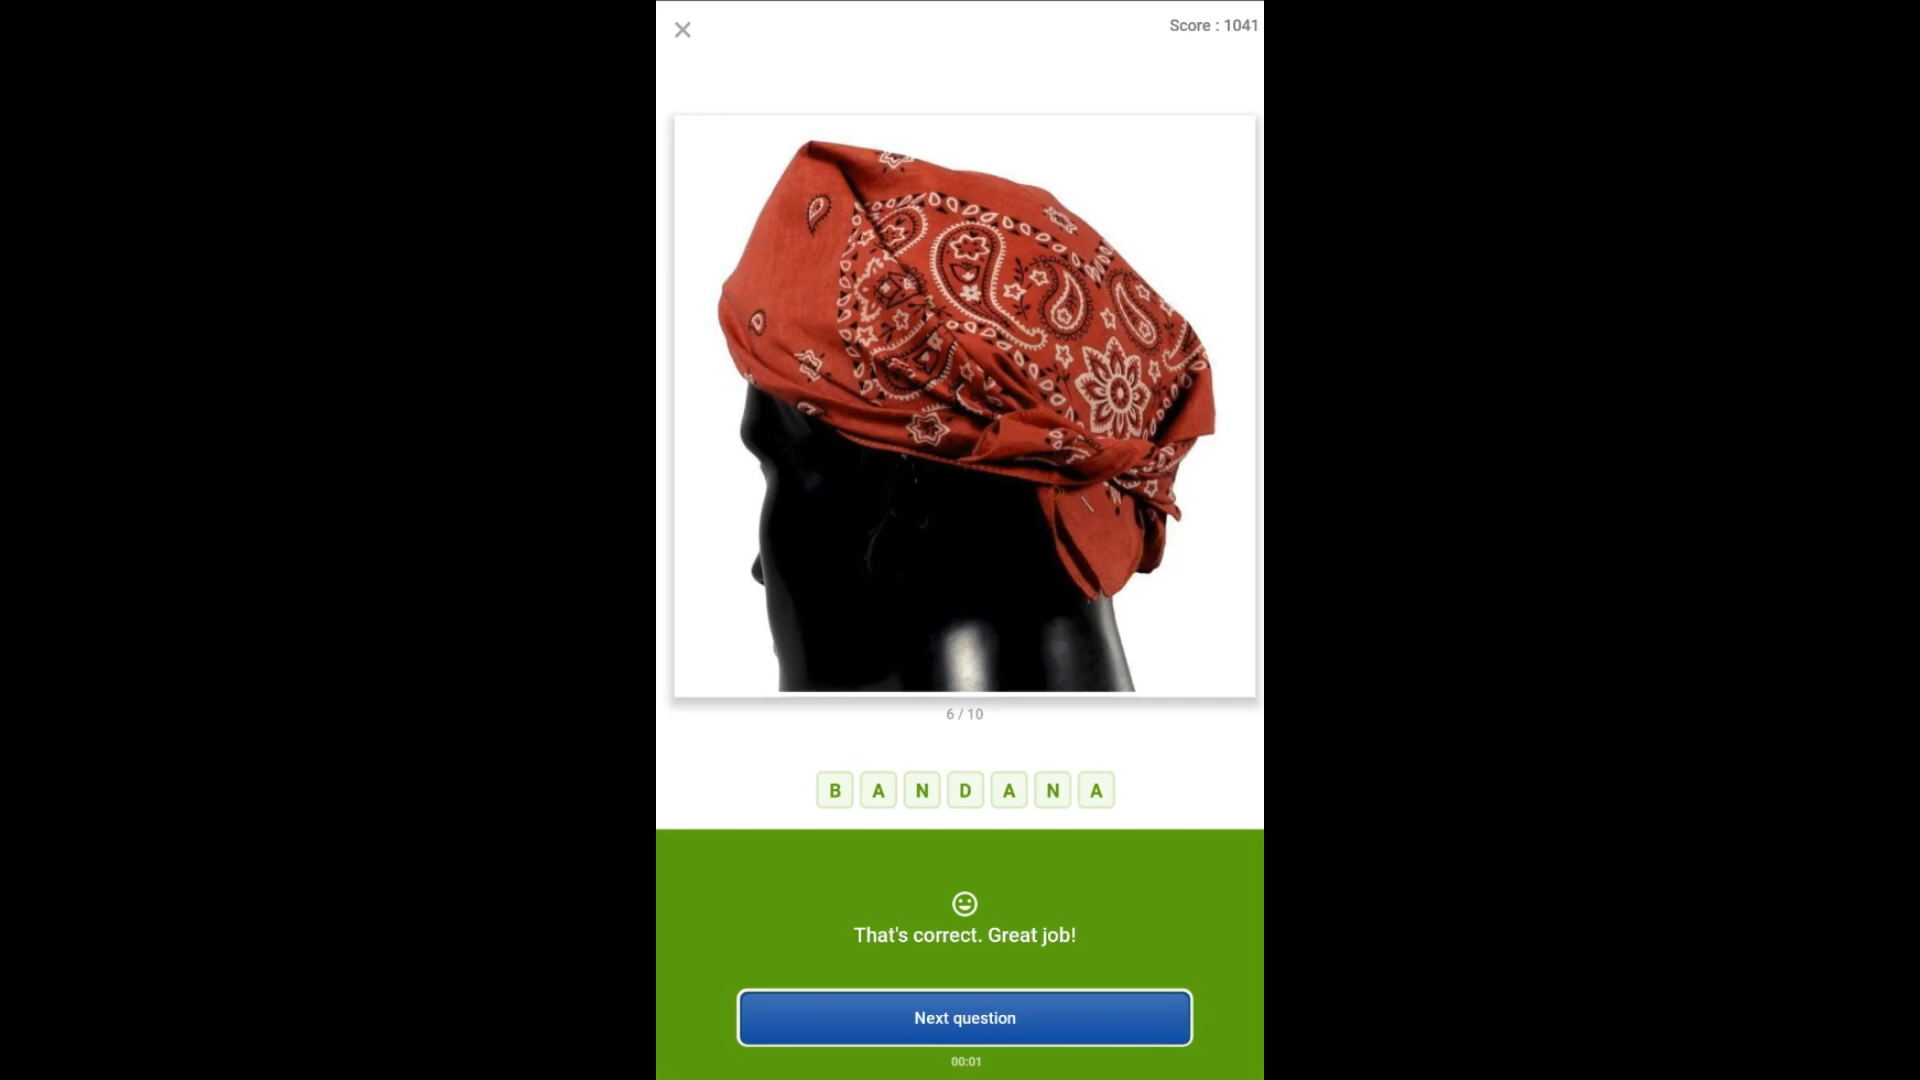 Score : 1041
6 / 10
B A N D A N A
That's correct. Great job!
Next question
00:01